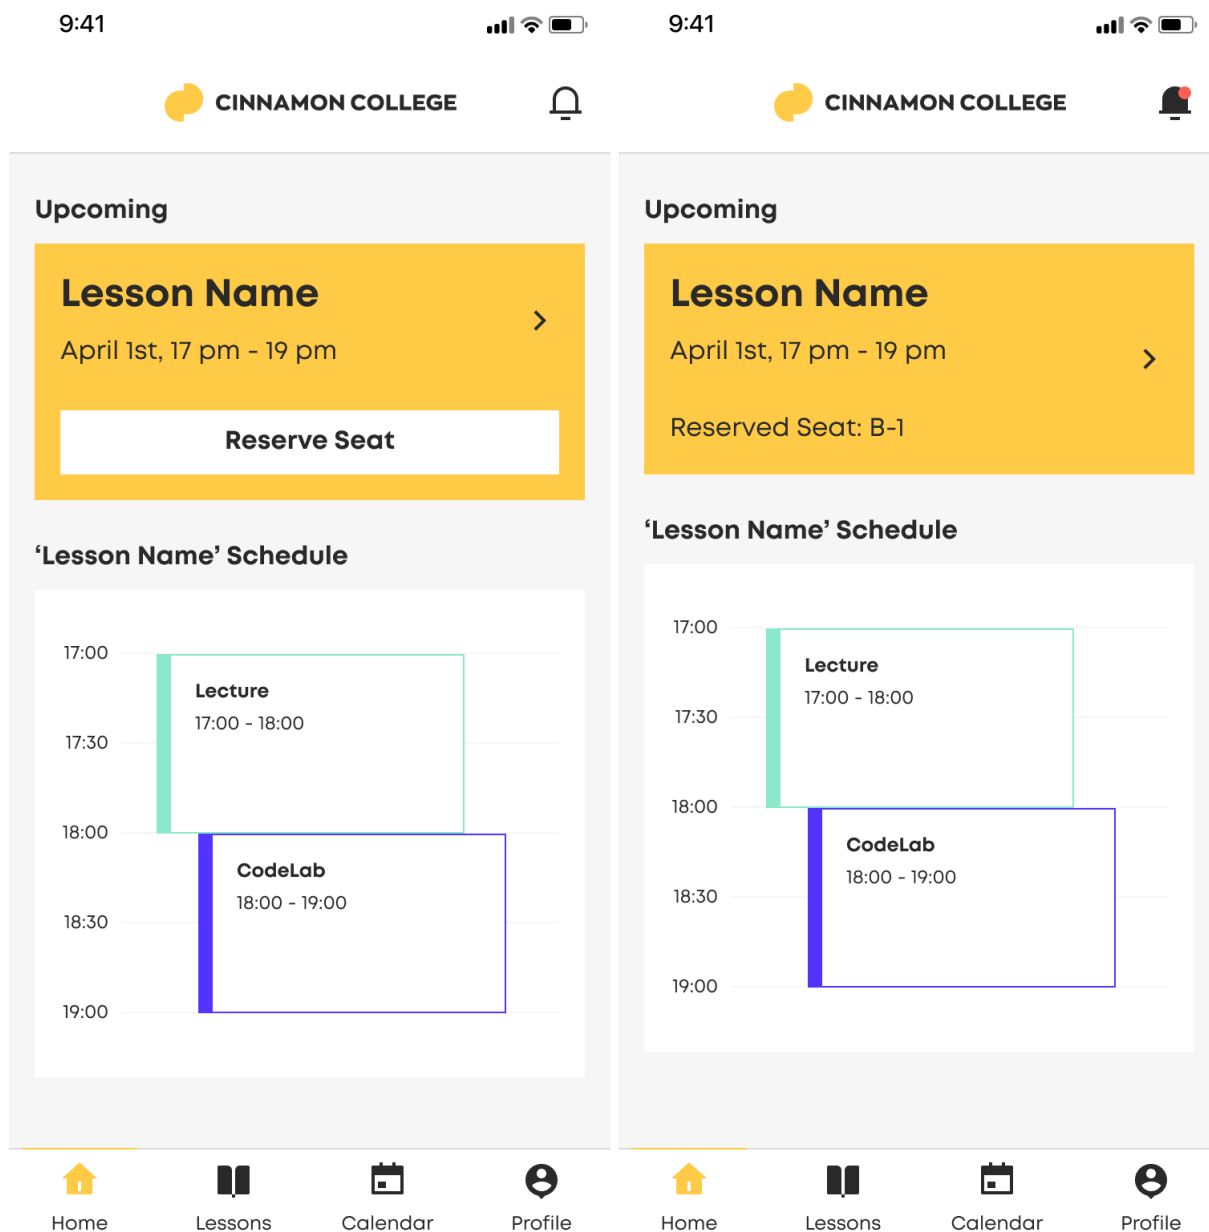 9:41
CINNAMON COLLEGE
Upcoming
Lesson Name
April 1st, 17 pm - 19 pm
Reserve Seat
‘Lesson Name’ Schedule
17:00
Lecture
17:00 - 18:00
17:30
18:00
CodeLab
18:00 - 19:00
18:30
19:00
Home
Lessons
Calendar
Profile
9:41
CINNAMON COLLEGE
Upcoming
Lesson Name
April 1st, 17 pm - 19 pm
Reserved Seat: B-1
‘Lesson Name’ Schedule
17:00
Lecture
17:00 - 18:00
17:30
18:00
CodeLab
18:00 - 19:00
18:30
19:00
Home
Lessons
Calendar
Profile